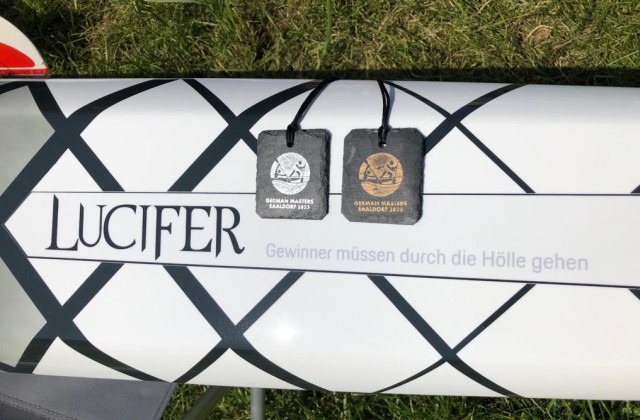 GERMAN MASTERS
SAALDORF 2023
GERMAN MASTERS
SAALDORF 2023
LUCIFER
Gewinner müssen durch die Hölle gehen